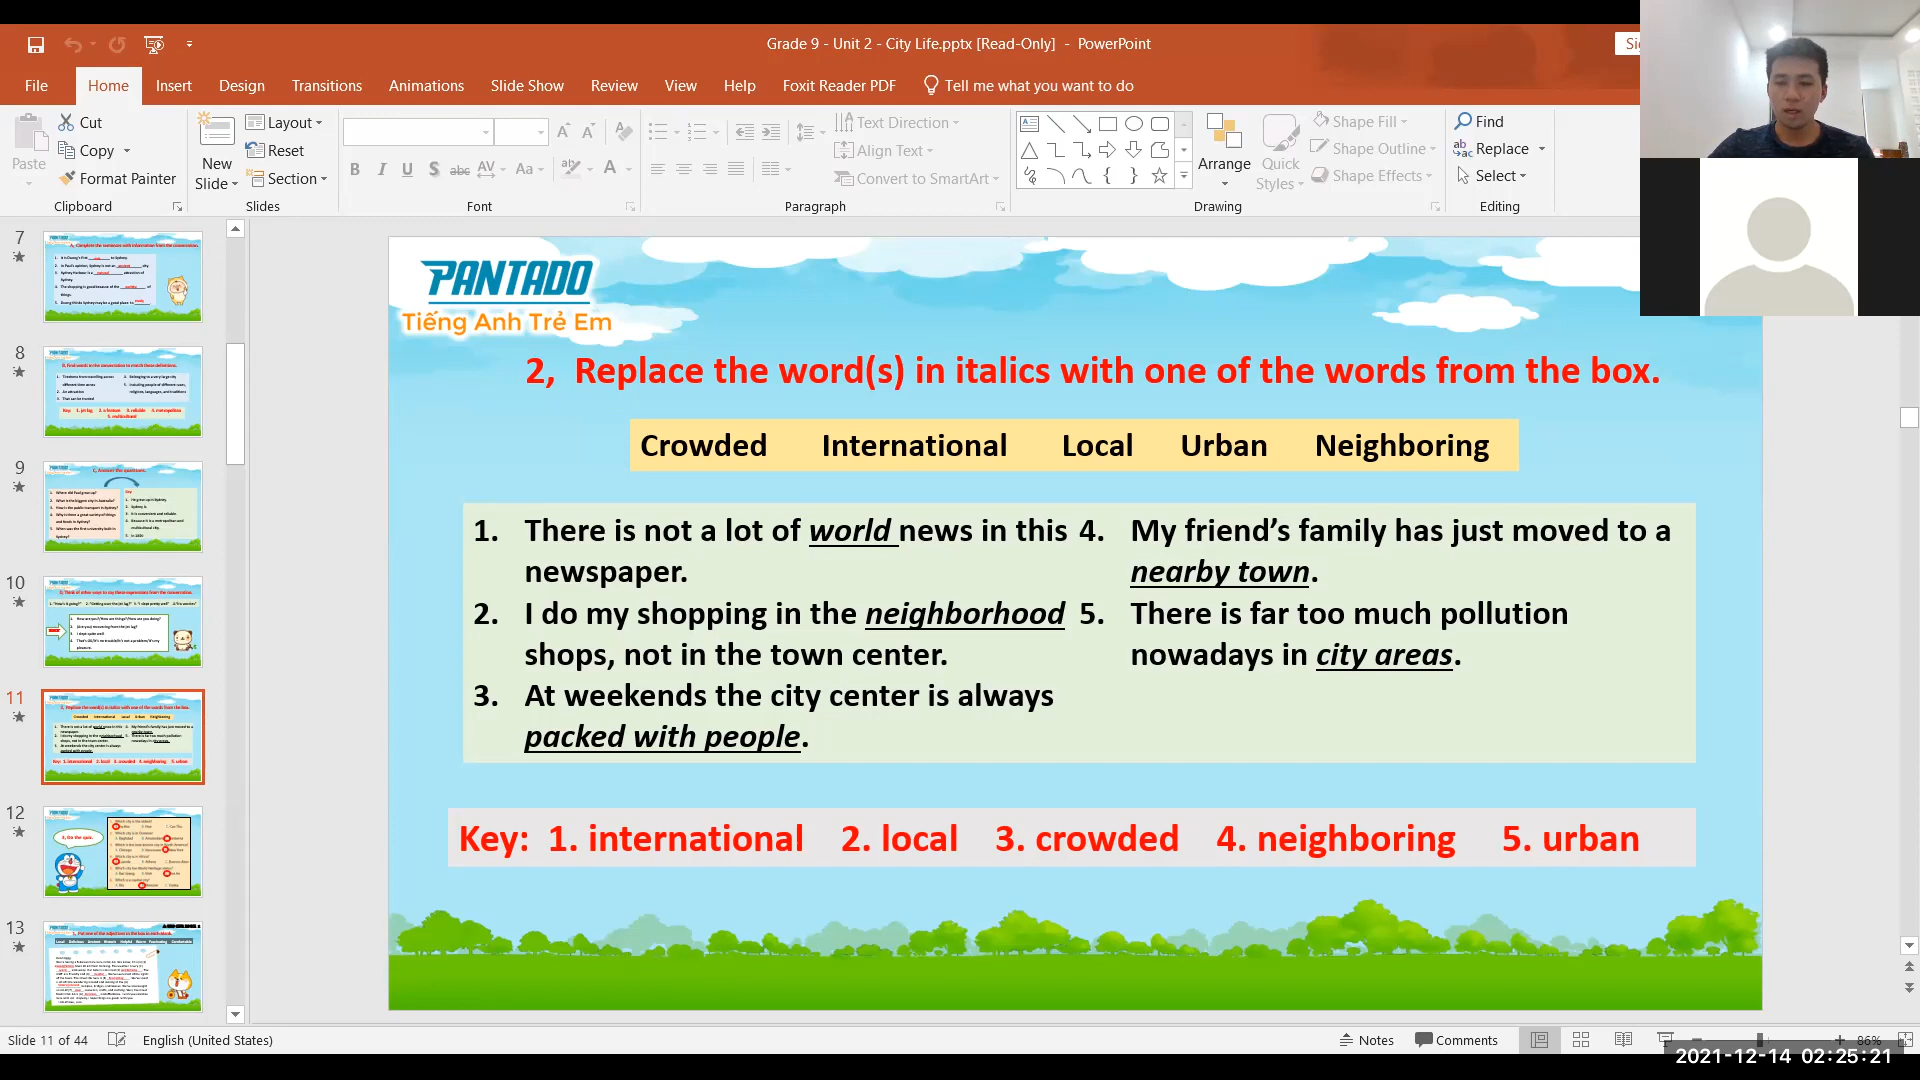 Grade 9 - Unit 2 - City Life.pptx [Read-Only] - PowerPoint
File Home Insert Design Transitions Animations Slide Show Review View Help Foxit Reader PDF Tell me what you want to do
Paste
Cut
Copy
Format Painter
Clipboard
New Slide
Layout
Reset
Section
Slides
Font
Text Direction
Align Text
Convert to SmartArt
Paragraph
Arrange
Quick Styles
Shape Fill
Shape Outline
Shape Effects
Drawing
Find
Replace
Select
Editing
7
8
9
10
11
12
13
PANTADO
Tiếng Anh Trẻ Em
2, Replace the word(s) in italics with one of the words from the box.
Crowded International Local Urban Neighboring
1. There is not a lot of world news in this
newspaper.
2. I do my shopping in the neighborhood
shops, not in the town center.
3. At weekends the city center is always
packed with people.
4. My friend’s family has just moved to a
nearby town.
5. There is far too much pollution
nowadays in city areas.
Key: 1. international 2. local 3. crowded 4. neighboring 5. urban
Slide 11 of 44 English (United States) Notes Comments 86%
2021-12-14 02:25:21